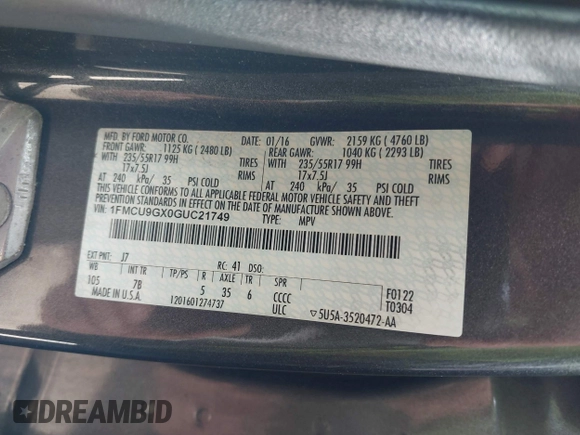 MFD. BY FORD MOTOR CO.
DATE: 01/16 GVWR: 2159 KG ( 4760 LB)
FRONT GAWR: 1125 KG ( 2480 LB)
REAR GAWR: 1040 KG ( 2293 LB)
WITH 235/55R17 99H TIRES
WITH 235/55R17 99H TIRES
17x7.5J
17x7.5J
AT 240 kPa/ 35 PSI COLD
AT 240 kPa/ 35 PSI COLD
THIS VEHICLE CONFORMS TO ALL APPLICABLE FEDERAL MOTOR VEHICLE SAFETY AND THEFT
PREVENTION STANDARDS IN EFFECT ON THE DATE OF MANUFACTURE SHOWN ABOVE.
VIN: 1FMCU9GX0GUC21749 TYPE: MPV
EXT PNT: J7 RC: 41 DSO:
WB INT TR TP/PS R AXLE TR SPR
105 7B 5 35 6 CCCC
F0122
T0304
MADE IN U.S.A. 1201601274737 ULC
▽5U5A-3520472-AA
DREAMBID